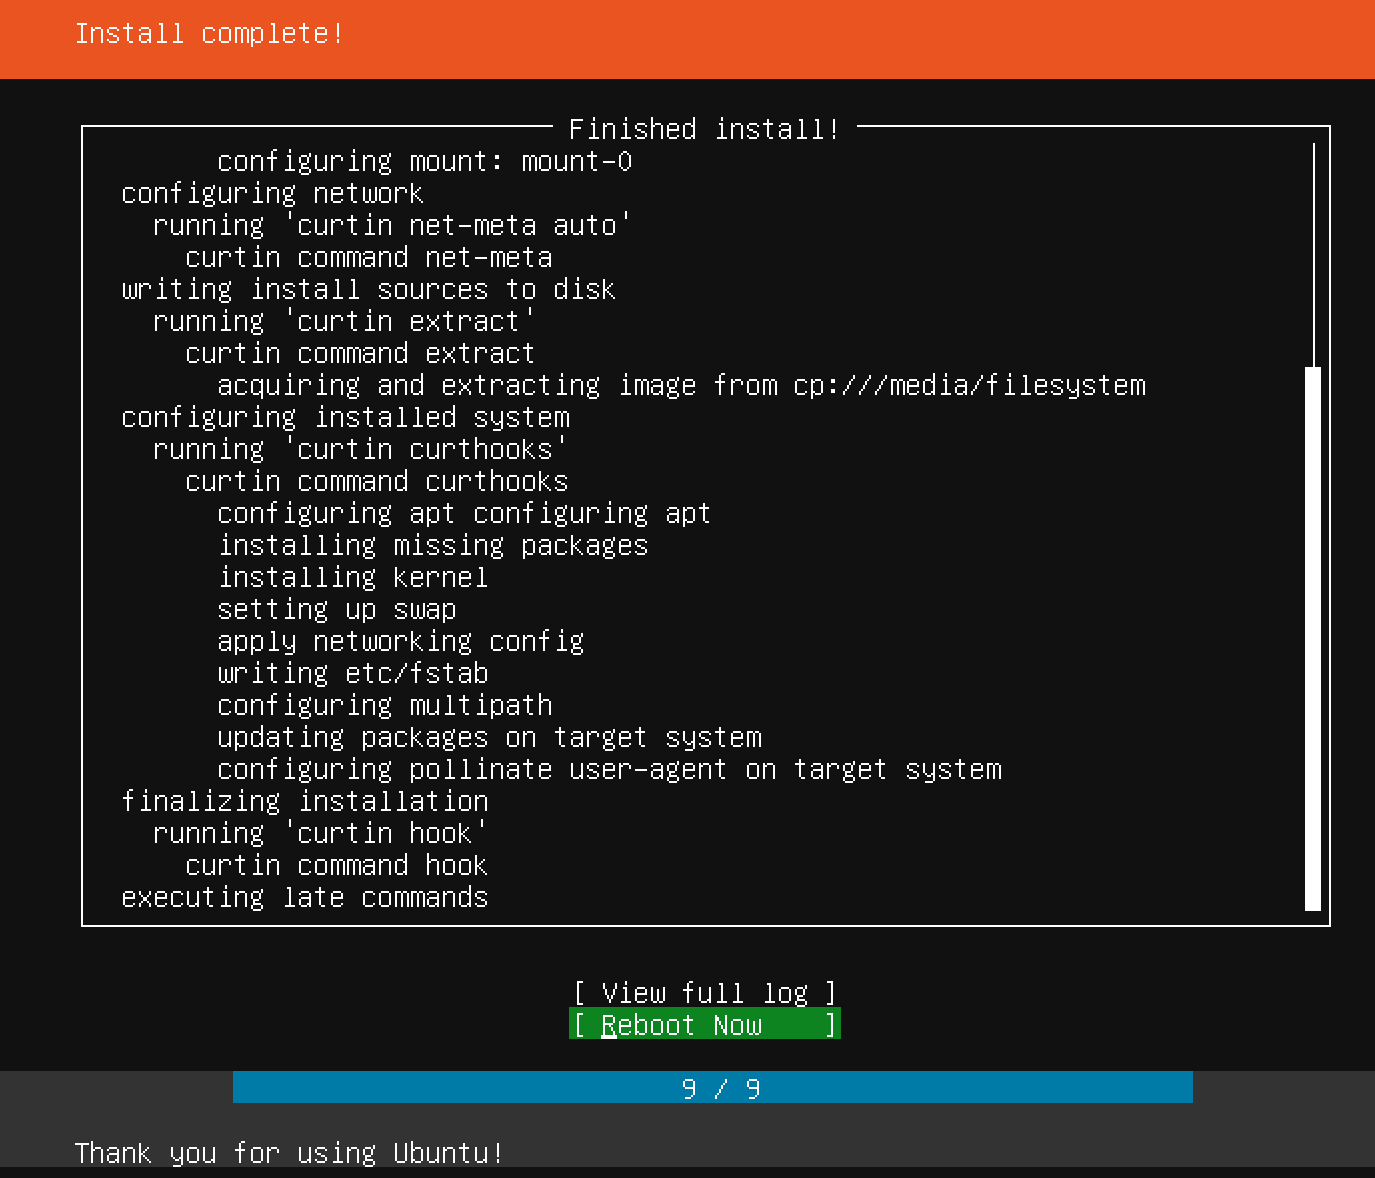 Install complete!
Finished install!
configuring mount: mount-0
configuring network
running 'curtin net-meta auto'
curtin command net-meta
writing install sources to disk
running 'curtin extract'
curtin command extract
acquiring and extracting image from cp:///media/filesystem
configuring installed system
running 'curtin curthooks'
curtin command curthooks
configuring apt configuring apt
installing missing packages
installing kernel
setting up swap
apply networking config
writing etc/fstab
configuring multipath
updating packages on target system
configuring pollinate user-agent on target system
finalizing installation
running 'curtin hook'
curtin command hook
executing late commands
[ View full log ]
[ Reboot Now ]
9 / 9
Thank you for using Ubuntu!